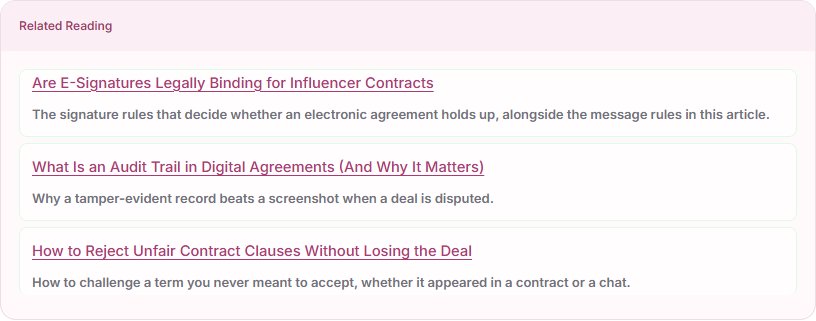 Related Reading
Are E-Signatures Legally Binding for Influencer Contracts
The signature rules that decide whether an electronic agreement holds up, alongside the message rules in this article.
What Is an Audit Trail in Digital Agreements (And Why It Matters)
Why a tamper-evident record beats a screenshot when a deal is disputed.
How to Reject Unfair Contract Clauses Without Losing the Deal
How to challenge a term you never meant to accept, whether it appeared in a contract or a chat.